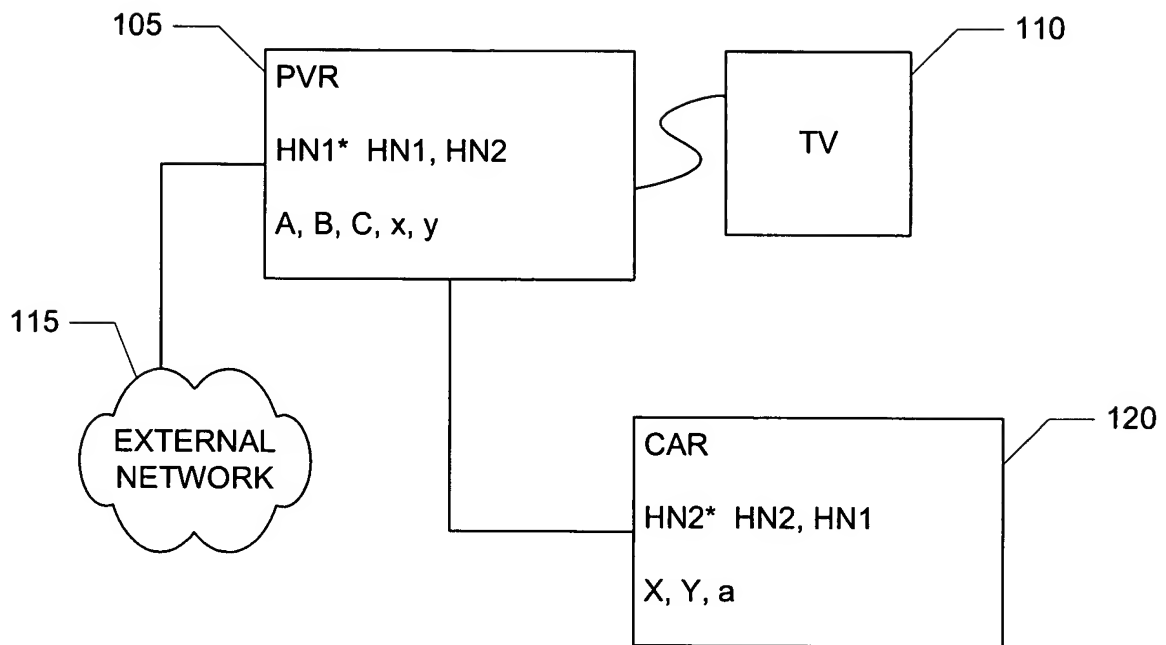 105
PVR
HN1* HN1, HN2
A, B, C, x, y
110
TV
115
EXTERNAL
NETWORK
120
CAR
HN2* HN2, HN1
X, Y, a